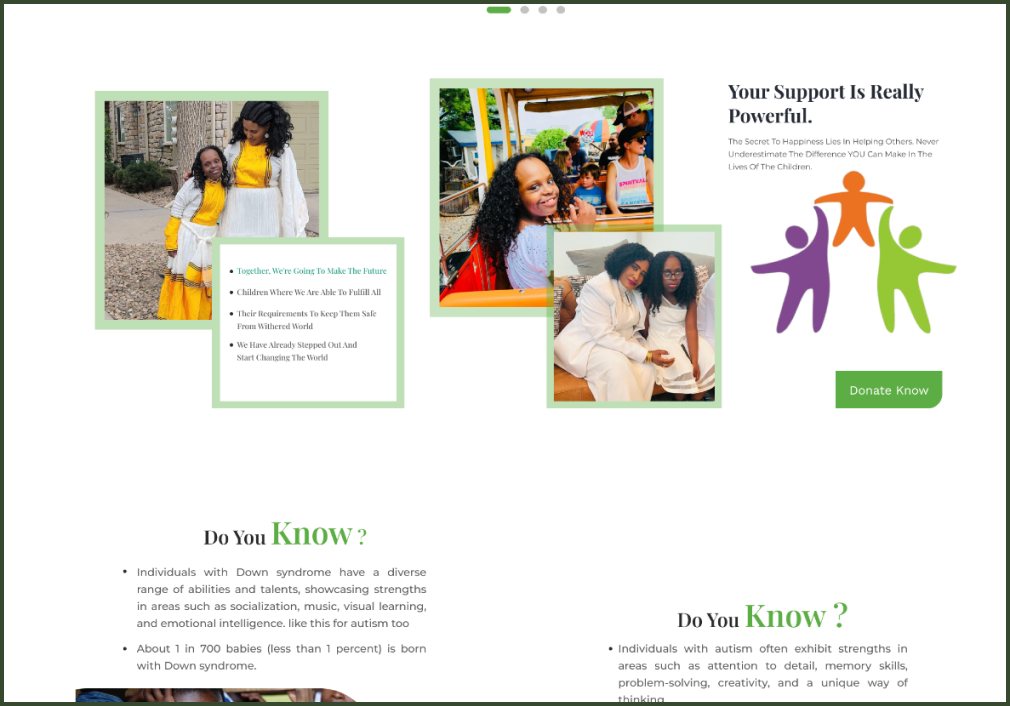 Your Support Is Really
Powerful.
The Secret To Happiness Lies In Helping Others. Never
Underestimate The Difference YOU Can Make In The
Lives Of The Children.
Together, We're Going To Make The Future
Children Where We Are Able To Fulfill All
Their Requirements To Keep Them Safe
From Withered World
We Have Already Stepped Out And
Start Changing The World
Donate Know
Do You Know ?
Individuals with Down syndrome have a diverse
range of abilities and talents, showcasing strengths
in areas such as socialization, music, visual learning,
and emotional intelligence. like this for autism too
About 1 in 700 babies (less than 1 percent) is born
with Down syndrome.
Do You Know ?
Individuals with autism often exhibit strengths in
areas such as attention to detail, memory skills,
problem-solving, creativity, and a unique way of
thinking